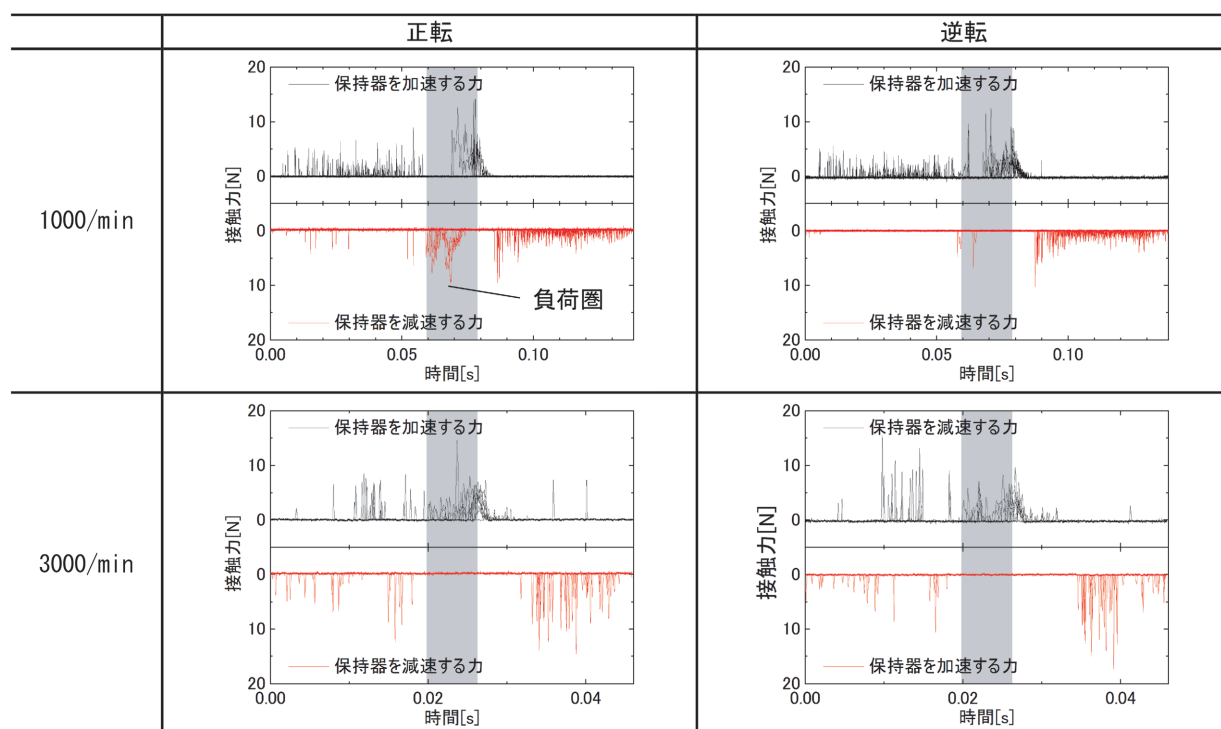 正転
逆転
1000/min
20
10
0
0
10
20
0.00
0.05
0.10
接触力[N]
時間[s]
保持器を加速する力
保持器を減速する力
負荷圏
20
10
0
0
10
20
0.00
0.05
0.10
接触力[N]
時間[s]
保持器を加速する力
保持器を減速する力
3000/min
20
10
0
0
10
20
0.00
0.02
0.04
接触力[N]
時間[s]
保持器を加速する力
保持器を減速する力
20
10
0
0
10
20
0.00
0.02
0.04
接触力[N]
時間[s]
保持器を減速する力
保持器を加速する力